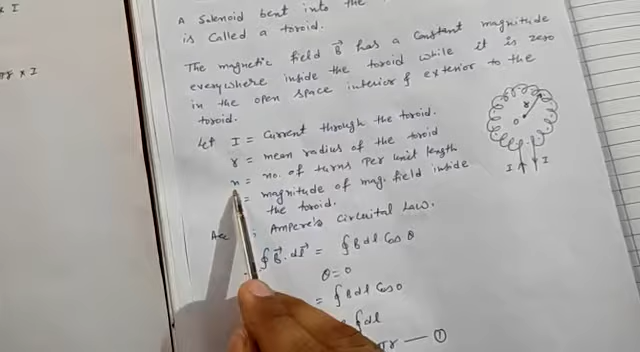 x I
πr x I
A Solenoid bent into the
is called a toroid.
The magnetic field B⃗ has a constant magnitude
everywhere inside the toroid while it is zero
in the open space interior & exterior to the
toroid.
Let I = Current through the toroid.
r = mean radius of the toroid
n = no. of turns per unit length
= magnitude of mag. field inside
the toroid.
Acc : Ampere's Circuital Law.
∮ B⃗. dl⃗ = ∮ B dl Cos θ
θ = 0
= ∮ B dl Cos 0
∮ dl
πr — ①
r
O
I I